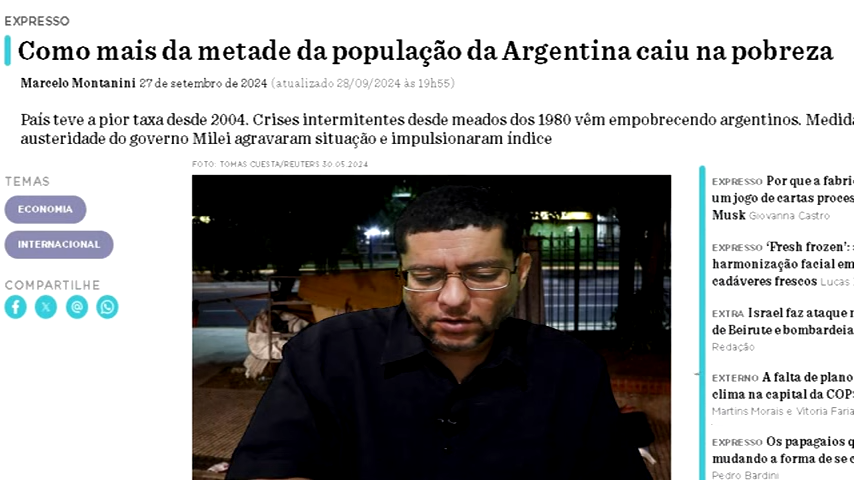 EXPRESSO
Como mais da metade da população da Argentina caiu na pobreza
Marcelo Montanini 27 de setembro de 2024 (atualizado 28/09/2024 às 19h55)
País teve a pior taxa desde 2004. Crises intermitentes desde meados dos 1980 vêm empobrecendo argentinos.
austeridade do governo Milei agravaram situação e impulsionaram índice
FOTO: TOMAS CUESTA/REUTERS 30.05.2024
TEMAS
ECONOMIA
INTERNACIONAL
COMPARTILHE
EXPRESSO Por que a
um jogo de cartas
Musk Giovanna Castro
EXPRESSO ‘Fresh frozen’:
harmonização facial em
cadáveres frescos Lucas
EXTRA Israel faz ataque
de Beirute e bombardeia
Redação
EXTERNO A falta de plano
clima na capital da
Martins Morais e Vitoria
EXPRESSO Os papagaios
mudando a forma de se
Pedro Bardini